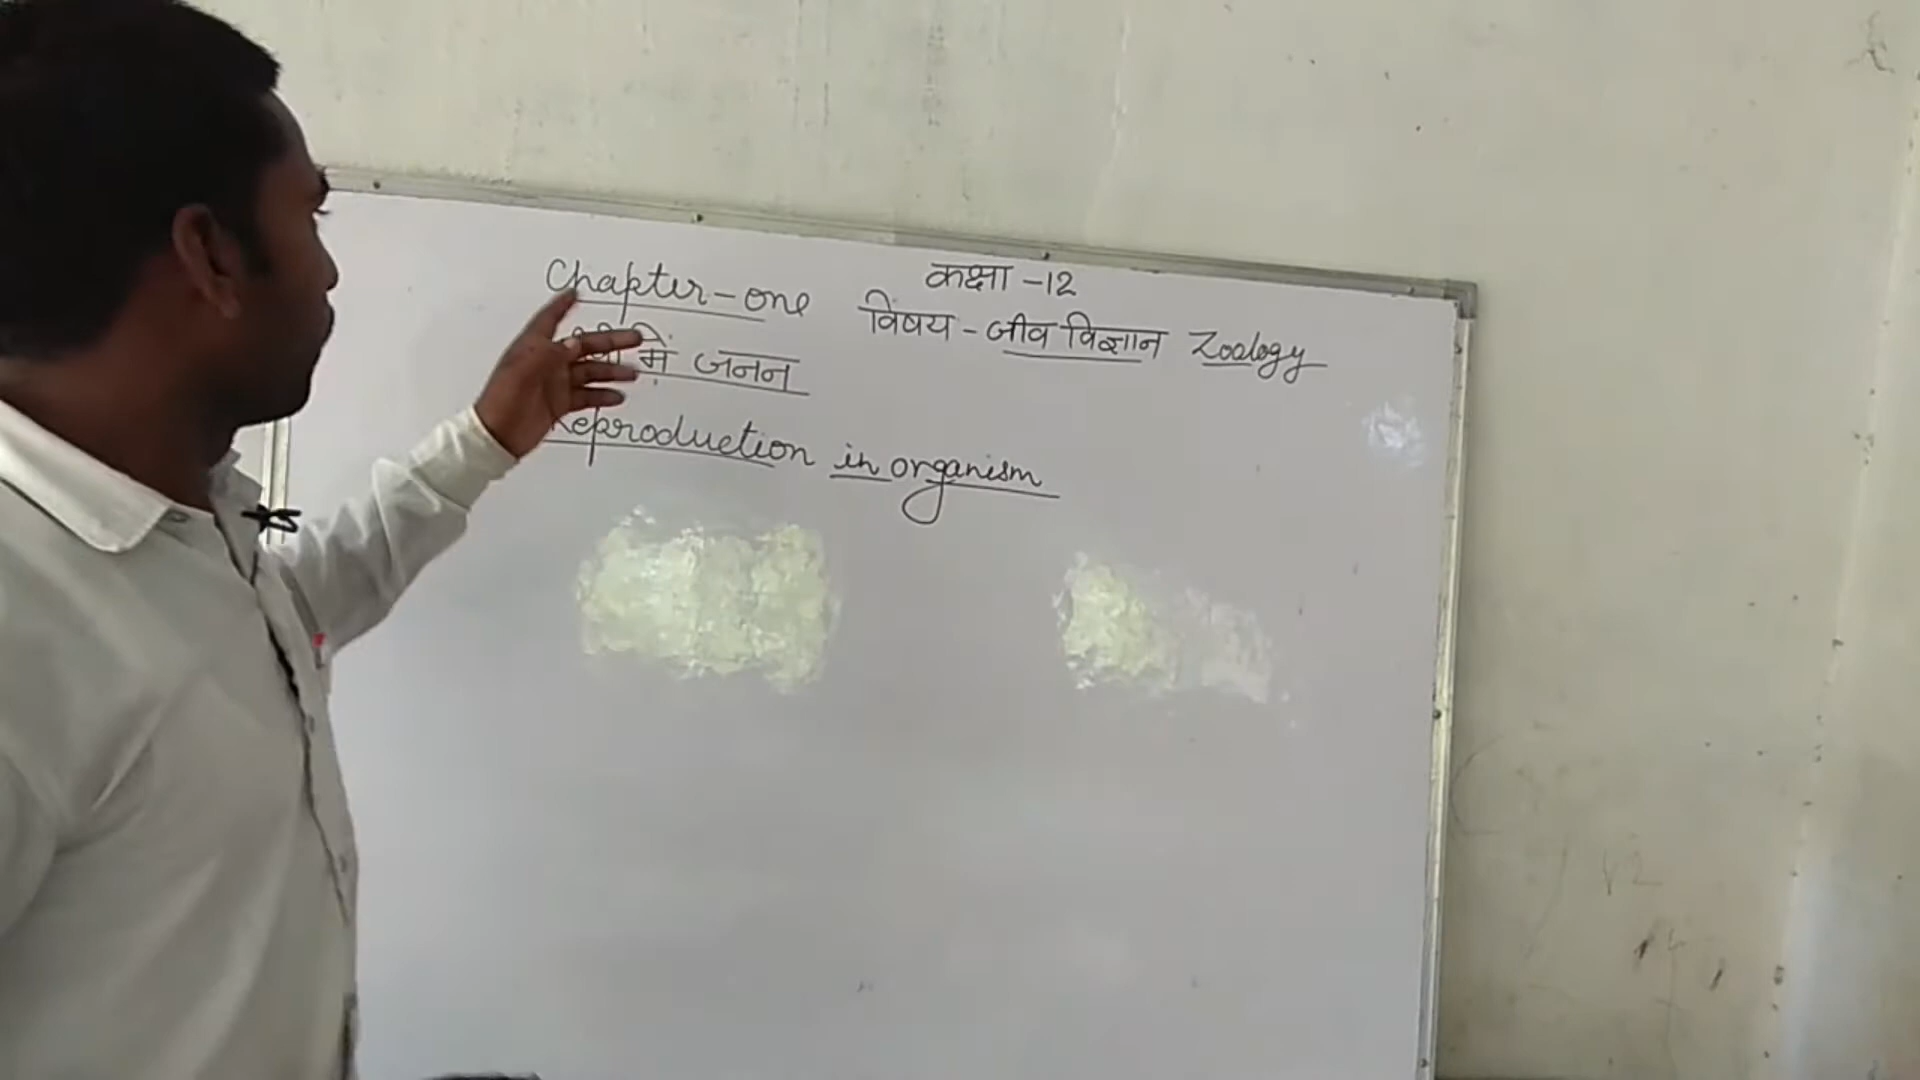 कक्षा -12
Chapter - one
विषय - जीव विज्ञान Zoology
में जनन
Reproduction in organism